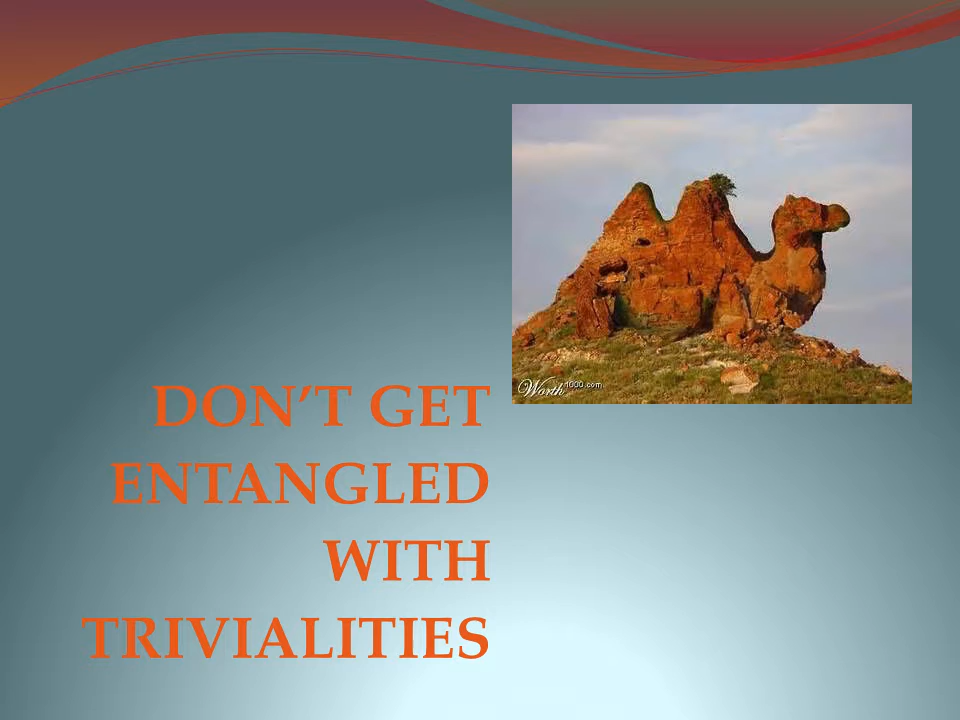 DON’T GET
ENTANGLED
WITH
TRIVIALITIES
Worth1000.com